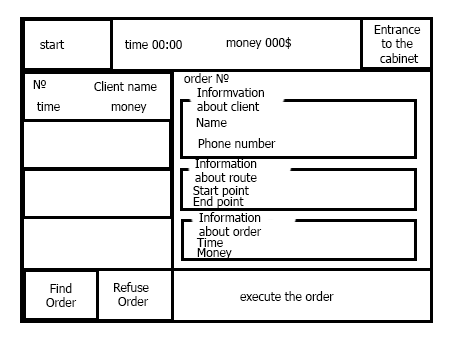 start
time 00:00
money 000$
Entrance
to the
cabinet
Nº
Client name
time
money
order Nº
Informvation
about client
Name
Phone number
Information
about route
Start point
End point
Information
about order
Time
Money
Find
Order
Refuse
Order
execute the order